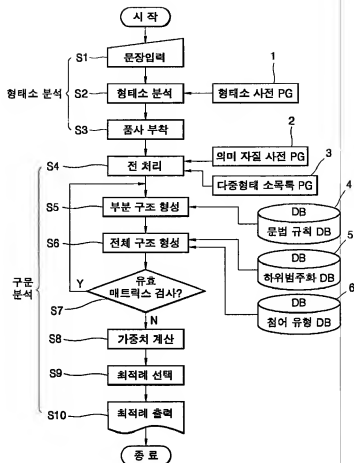 시 작
S1
문장입력
1
형태소 분석
S2
형태소 분석
형태소 사전 PG
S3
품사 부착
2
S4
전 처리
의미 자질 사전 PG
3
다중형태 소목록 PG
4
S5
부분 구조 형성
DB
문법 규칙 DB
S6
전체 구조 형성
5
DB
하위범주화 DB
구문
분석
Y
유효
매트릭스 검사?
S7
6
DB
첨어 유형 DB
N
S8
가중치 계산
S9
최적례 선택
S10
최적례 출력
종 료